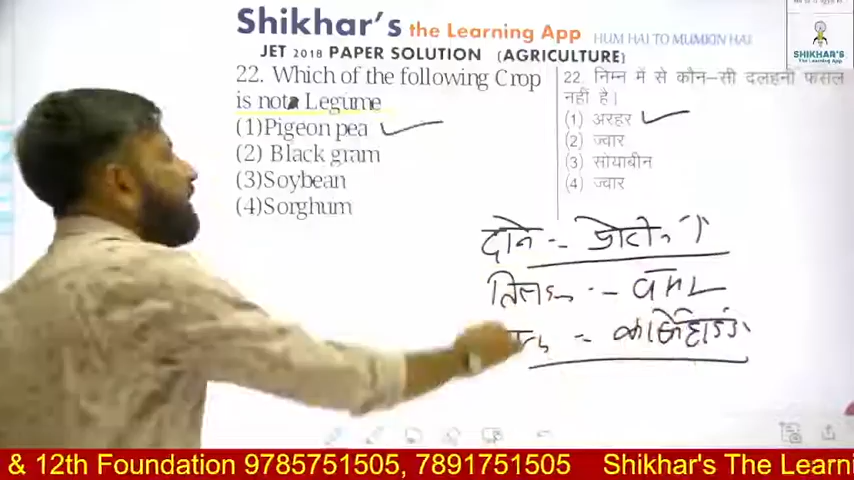 Shikhar's the Learning App HUM HAI TO MUMKIN HAI
JET 2018 PAPER SOLUTION (AGRICULTURE)
SHIKHAR'S
The Learning App
22. Which of the following Crop
is not a Legume
(1)Pigeon pea
(2) Black gram
(3)Soybean
(4)Sorghum
22. निम्न में से कौन-सी दलहनी फसल
नहीं है।
(1) अरहर
(2) ज्वार
(3) सोयाबीन
(4) ज्वार
& 12th Foundation 9785751505, 7891751505 Shikhar's The Learni